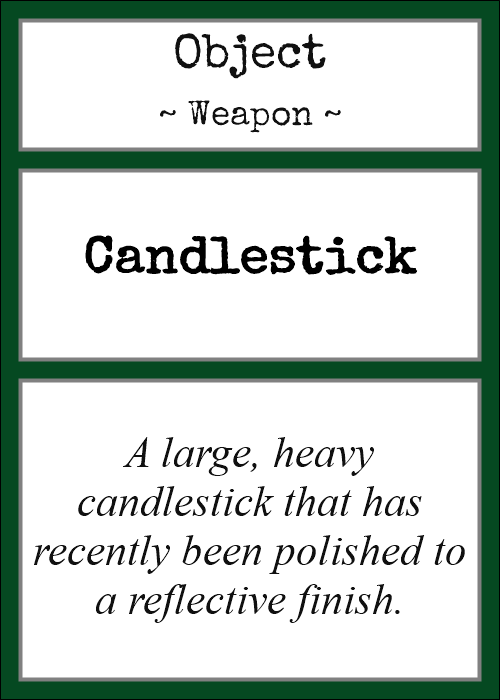 Object
~ Weapon ~
Candlestick
A large, heavy
candlestick that has
recently been polished to
a reflective finish.